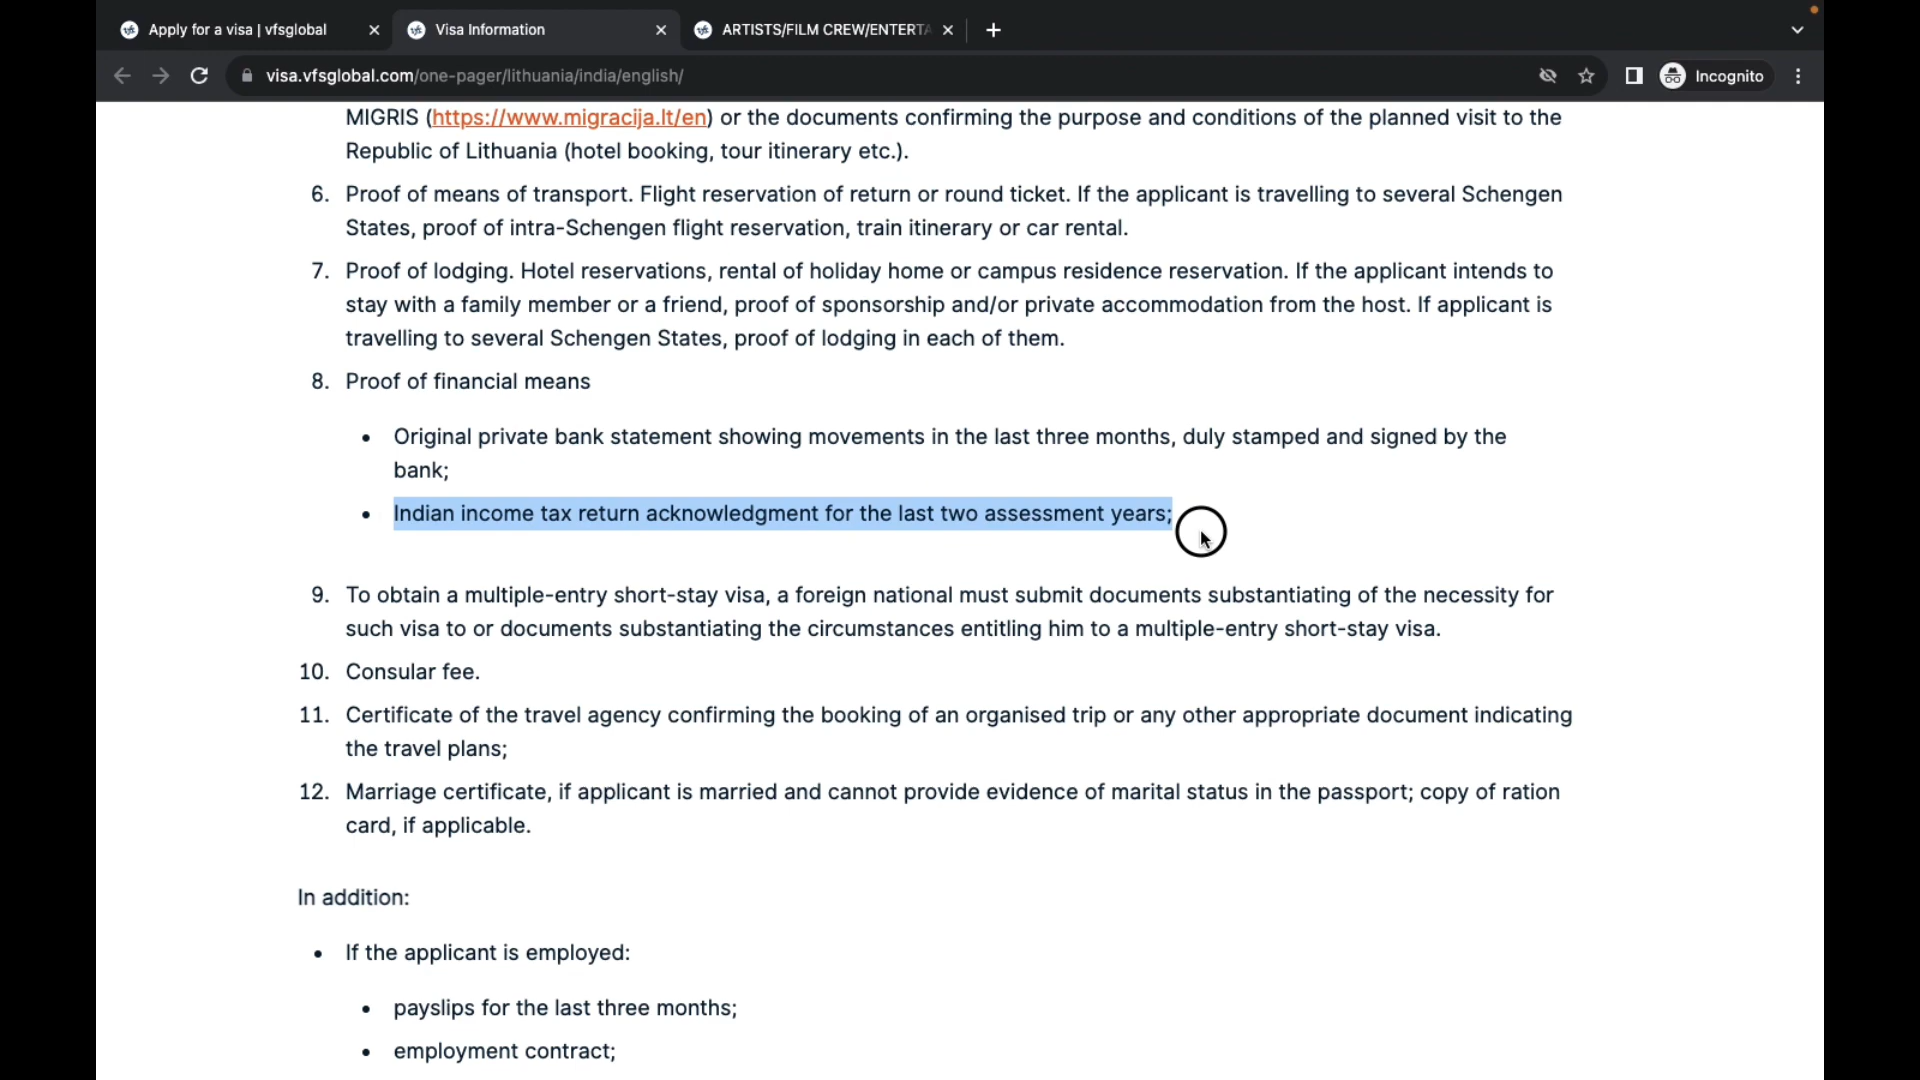 Apply for a visa | vfsglobal
Visa Information
ARTISTS/FILM CREW/ENTERTA
visa.vfsglobal.com/one-pager/lithuania/india/english/
Incognito
MIGRIS (https://www.migracija.lt/en) or the documents confirming the purpose and conditions of the planned visit to the
Republic of Lithuania (hotel booking, tour itinerary etc.).
6. Proof of means of transport. Flight reservation of return or round ticket. If the applicant is travelling to several Schengen
States, proof of intra-Schengen flight reservation, train itinerary or car rental.
7. Proof of lodging. Hotel reservations, rental of holiday home or campus residence reservation. If the applicant intends to
stay with a family member or a friend, proof of sponsorship and/or private accommodation from the host. If applicant is
travelling to several Schengen States, proof of lodging in each of them.
8. Proof of financial means
• Original private bank statement showing movements in the last three months, duly stamped and signed by the
bank;
• Indian income tax return acknowledgment for the last two assessment years;
9. To obtain a multiple-entry short-stay visa, a foreign national must submit documents substantiating of the necessity for
such visa to or documents substantiating the circumstances entitling him to a multiple-entry short-stay visa.
10. Consular fee.
11. Certificate of the travel agency confirming the booking of an organised trip or any other appropriate document indicating
the travel plans;
12. Marriage certificate, if applicant is married and cannot provide evidence of marital status in the passport; copy of ration
card, if applicable.
In addition:
• If the applicant is employed:
• payslips for the last three months;
• employment contract;